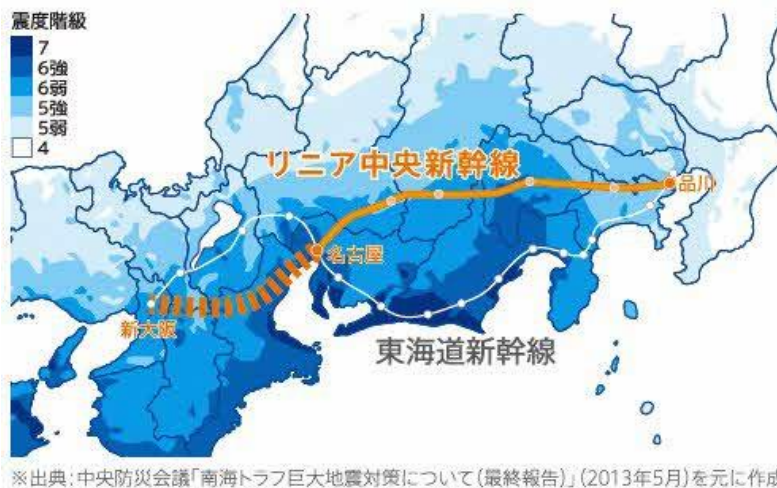 震度階級
7
6強
6弱
5強
5弱
4
リニア中央新幹線
品川
名古屋
新大阪
東海道新幹線
※出典:中央防災会議「南海トラフ巨大地震対策について(最終報告)」(2013年5月)を元に作成